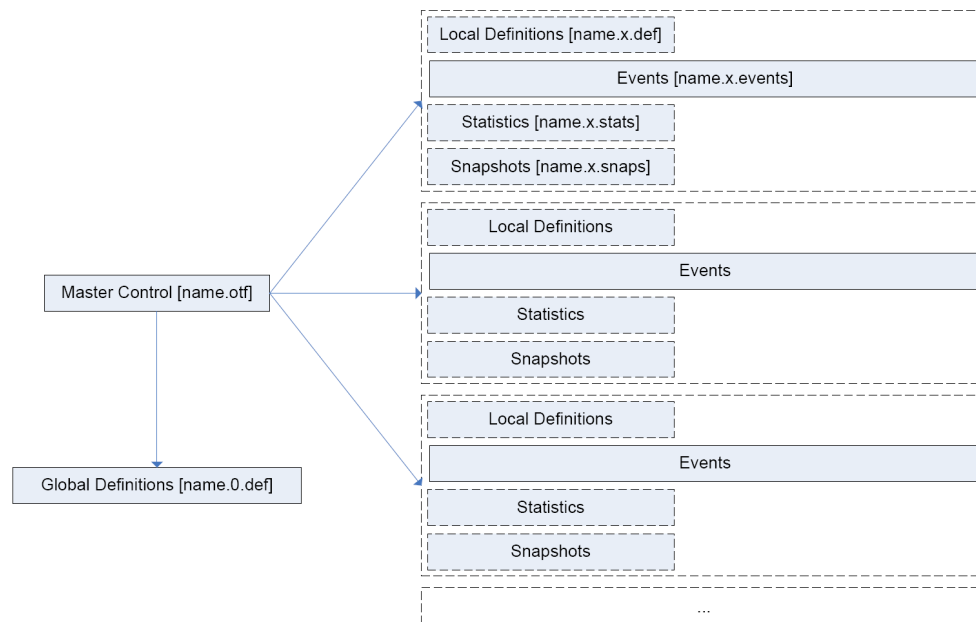 Local Definitions [name.x.def]
Events [name.x.events]
Statistics [name.x.stats]
Snapshots [name.x.snaps]
Local Definitions
Events
Statistics
Snapshots
Master Control [name.otf]
Global Definitions [name.0.def]
Local Definitions
Events
Statistics
Snapshots
...